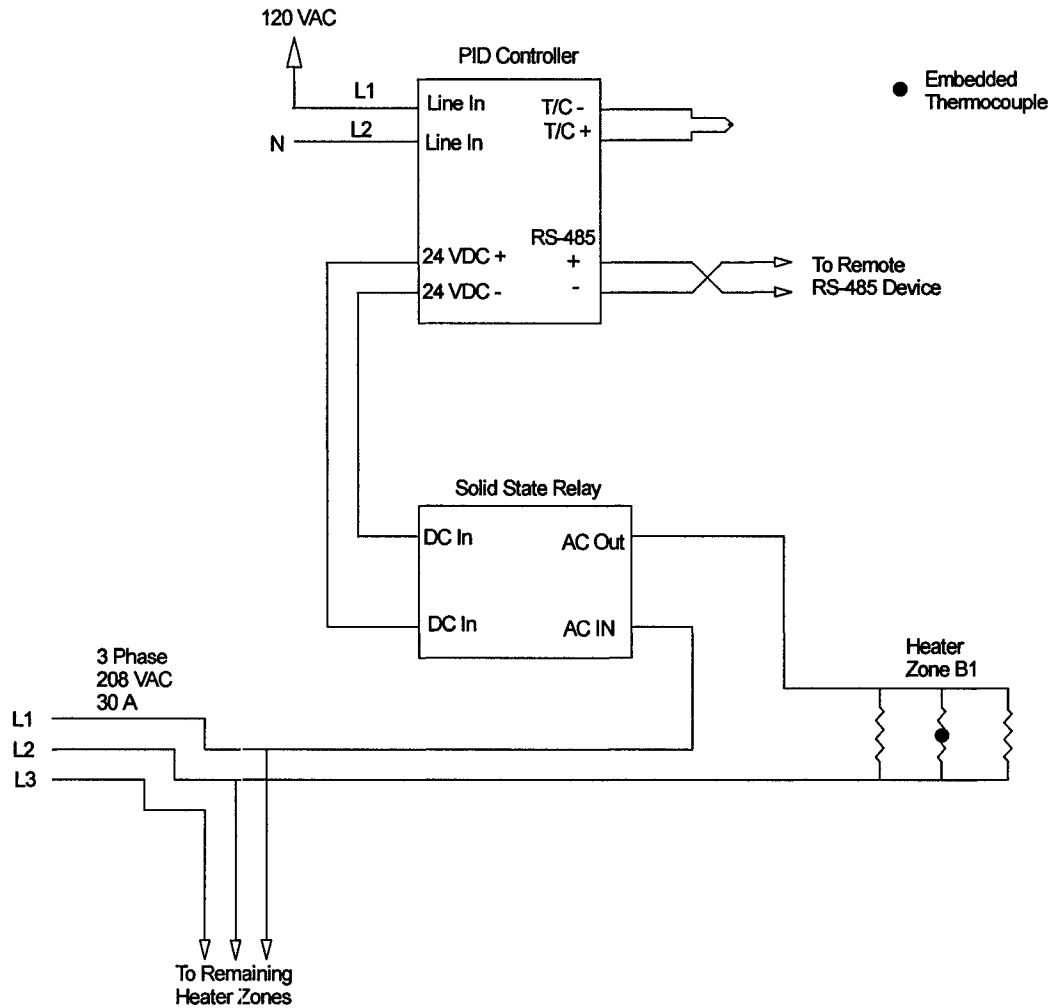 120 VAC
PID Controller
Embedded
Thermocouple
L1
Line In
T/C -
T/C +
N
L2
Line In
RS-485
24 VDC +
+
24 VDC -
-
To Remote
RS-485 Device
Solid State Relay
DC In
AC Out
DC In
AC IN
Heater
Zone B1
3 Phase
208 VAC
30 A
L1
L2
L3
To Remaining
Heater Zones